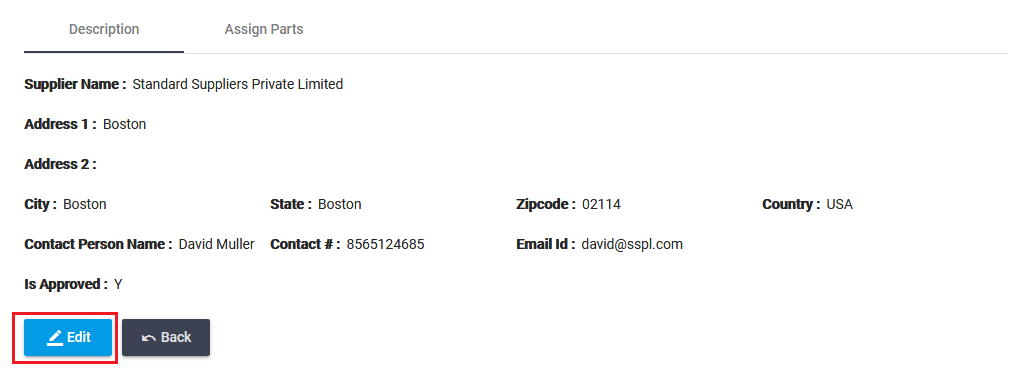 Description Assign Parts
Supplier Name : Standard Suppliers Private Limited
Address 1 : Boston
Address 2 :
City : Boston State : Boston Zipcode : 02114 Country : USA
Contact Person Name : David Muller Contact # : 8565124685 Email Id : david@sspl.com
Is Approved : Y
Edit Back